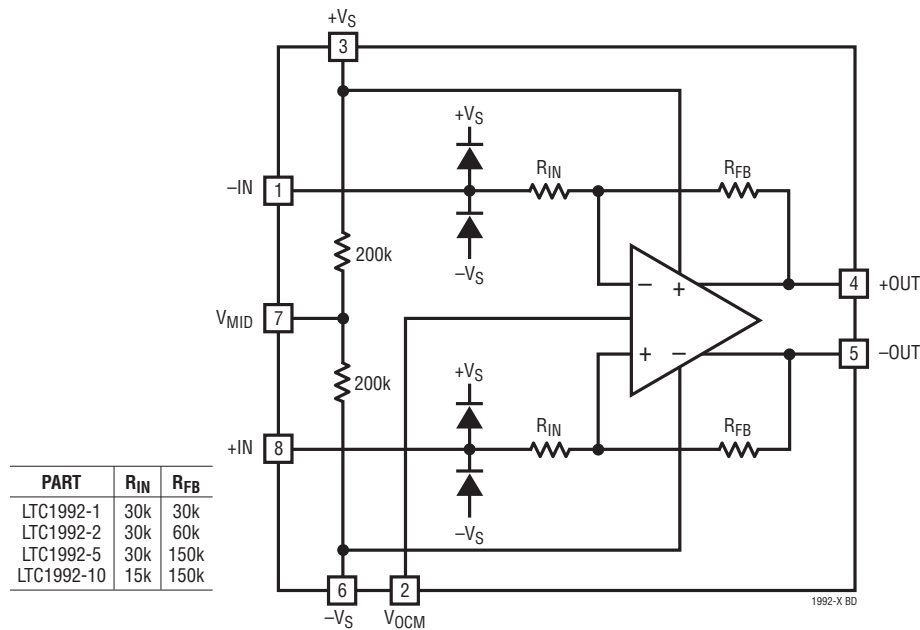 +VS
3
+VS
–IN
1
RIN
RFB
200k
–VS
4
+OUT
– +
VMID
7
+ –
5
–OUT
200k
+VS
+IN
8
RIN
RFB
–VS
PART RIN RFB
LTC1992-1 30k 30k
LTC1992-2 30k 60k
LTC1992-5 30k 150k
LTC1992-10 15k 150k
6
2
–VS
VOCM
1992-X BD